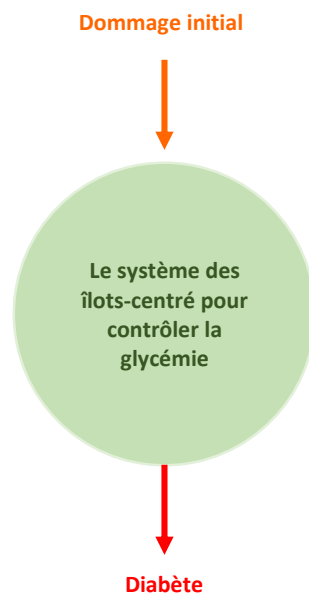 Dommage initial
Le système des
îlots-centré pour
contrôler la
glycémie
Diabète